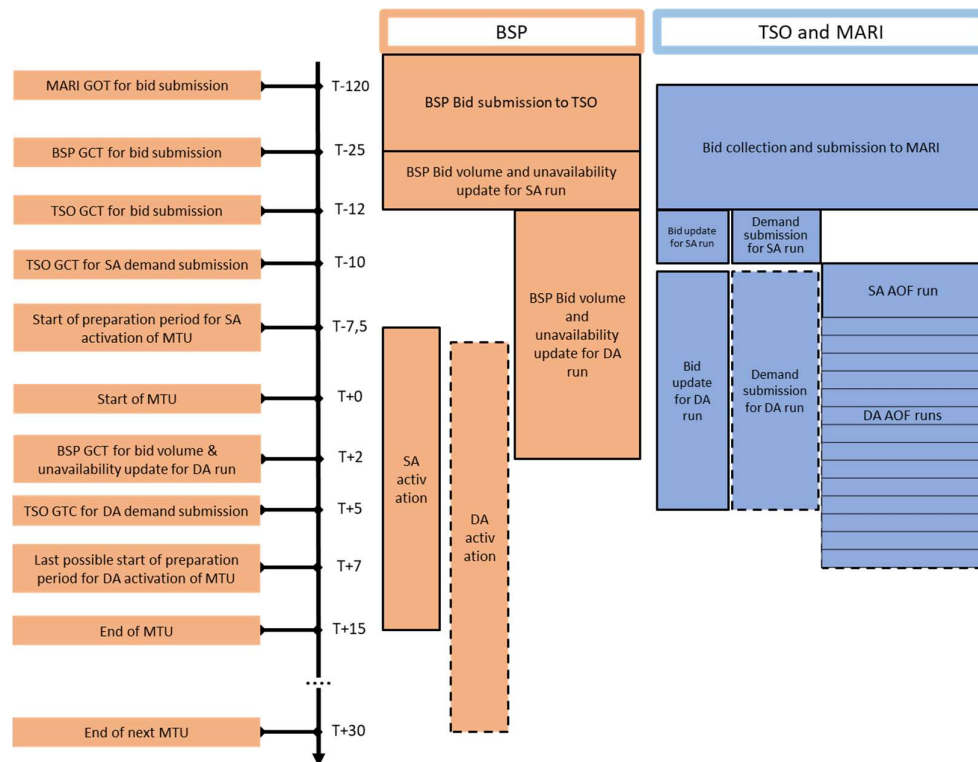 BSP
TSO and MARI
MARI GOT for bid submission
T-120
BSP Bid submission to TSO
Bid collection and submission to MARI
BSP GCT for bid submission
T-25
BSP Bid volume and unavailability
update for SA run
TSO GCT for bid submission
T-12
Bid update
for SA run
Demand
submission
for SA run
TSO GCT for SA demand submission
T-10
BSP Bid volume
and
unavailability
update for DA
run
SA AOF run
Start of preparation period for SA
activation of MTU
T-7,5
Bid
update
for DA
run
Demand
submission
for DA run
Start of MTU
T+0
DA AOF runs
BSP GCT for bid volume &
unavailability update for DA run
T+2
SA
activ
ation
TSO GTC for DA demand submission
T+5
DA
activ
ation
Last possible start of preparation
period for DA activation of MTU
T+7
End of MTU
T+15
End of next MTU
T+30